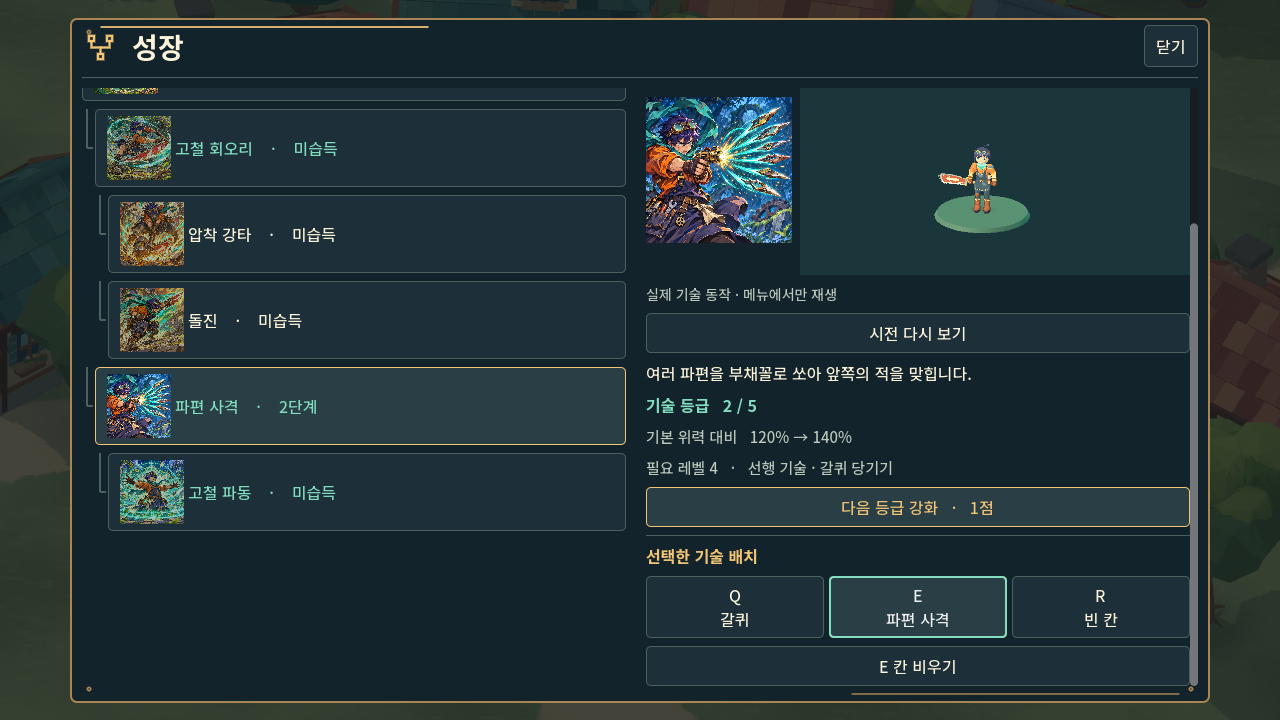 성장
닫기
고철 회오리 · 미습득
압착 강타 · 미습득
돌진 · 미습득
파편 사격 · 2단계
고철 파동 · 미습득
실제 기술 동작 · 메뉴에서만 재생
시전 다시 보기
여러 파편을 부채꼴로 쏘아 앞쪽의 적을 맞힙니다.
기술 등급 2 / 5
기본 위력 대비 120% → 140%
필요 레벨 4 · 선행 기술 · 갈퀴 당기기
다음 등급 강화 · 1점
선택한 기술 배치
Q
갈퀴
E
파편 사격
R
빈 칸
E 칸 비우기